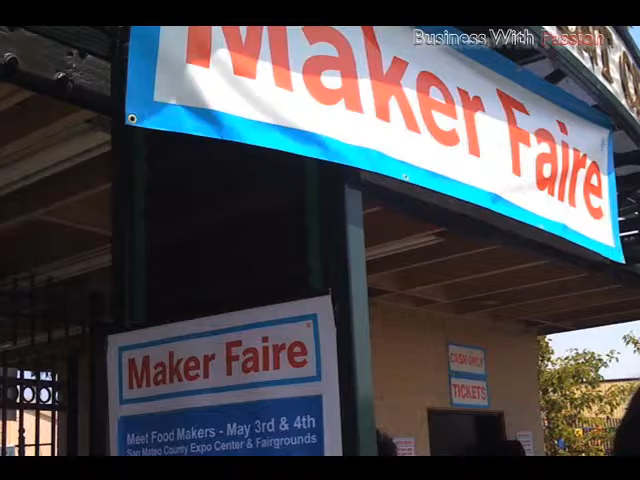 Business With Passion
Maker Faire
Maker Faire
Meet Food Makers - May 3rd & 4th
San Mateo County Expo Center & Fairgrounds
CASH ONLY
TICKETS